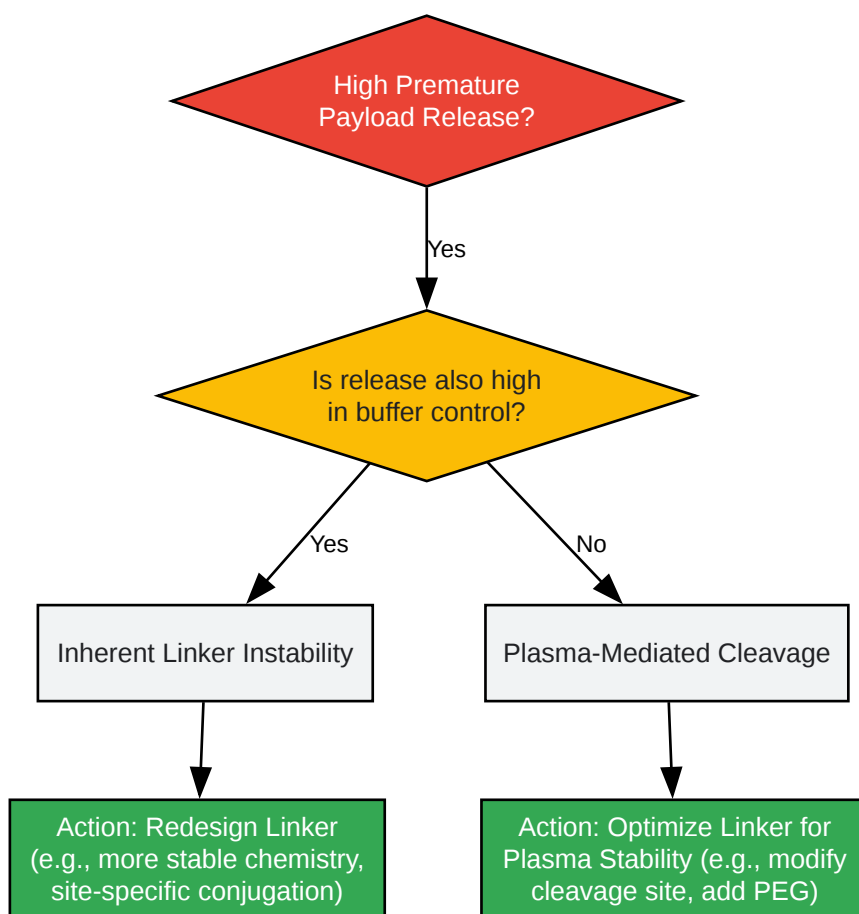 High Premature
Payload Release?
Yes
Is release also high
in buffer control?
Yes
No
Inherent Linker Instability
Plasma-Mediated Cleavage
Action: Redesign Linker
(e.g., more stable chemistry,
site-specific conjugation)
Action: Optimize Linker for
Plasma Stability (e.g., modify
cleavage site, add PEG)